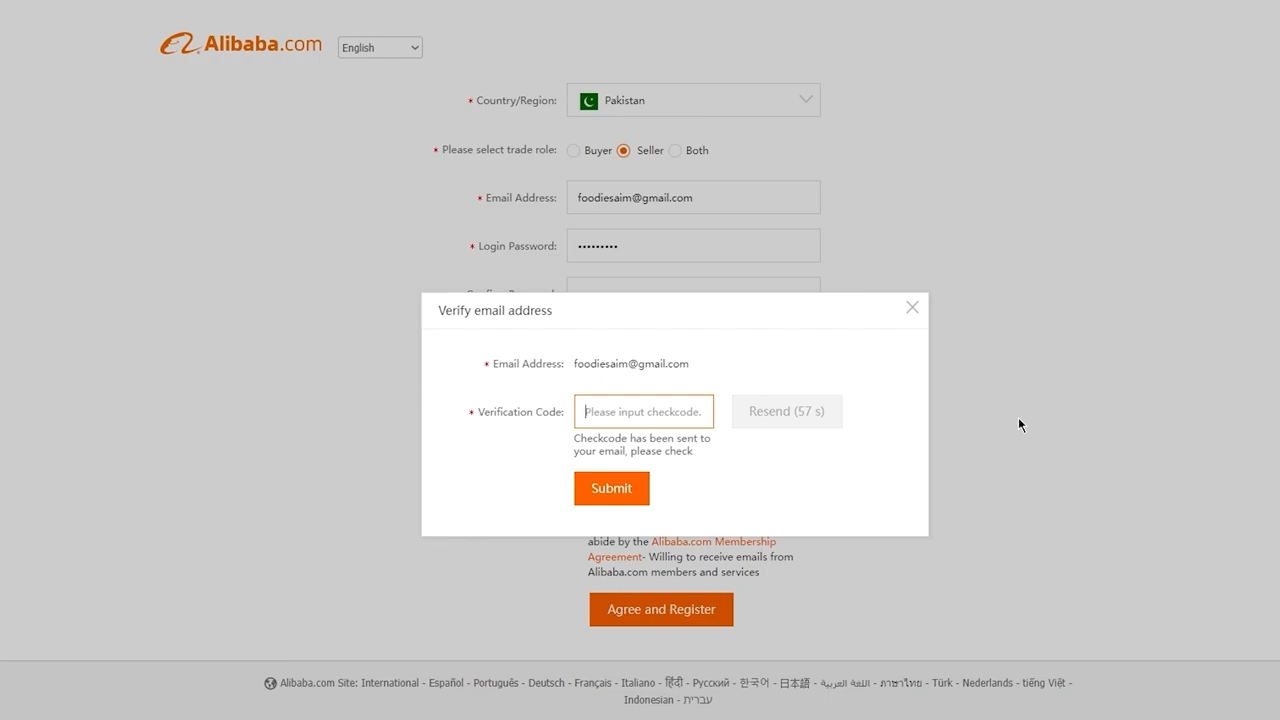 Alibaba.com
English
* Country/Region: Pakistan
* Please select trade role: Buyer Seller Both
* Email Address: foodiesaim@gmail.com
* Login Password: •••••••••
Verify email address
* Email Address: foodiesaim@gmail.com
* Verification Code: Please input checkcode. Resend (57 s)
Checkcode has been sent to
your email, please check
Submit
abide by the Alibaba.com Membership
Agreement- Willing to receive emails from
Alibaba.com members and services
Agree and Register
Alibaba.com Site: International - Español - Português - Deutsch - Français - Italiano - हिंदी - Pусский - 한국어 - 日本語 - اللغة العربية - ภาษาไทย - Türk - Nederlands - tiếng Việt -
Indonesian - עברית